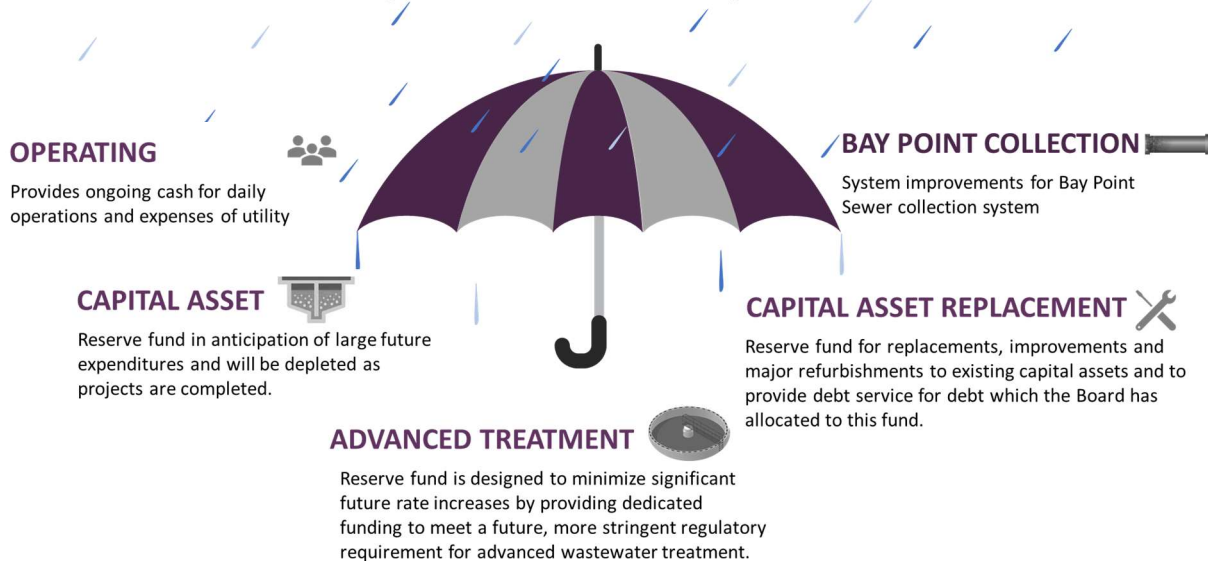 OPERATING
Provides ongoing cash for daily
operations and expenses of utility
BAY POINT COLLECTION
System improvements for Bay Point
Sewer collection system
CAPITAL ASSET
Reserve fund in anticipation of large future
expenditures and will be depleted as
projects are completed.
CAPITAL ASSET REPLACEMENT
Reserve fund for replacements, improvements and
major refurbishments to existing capital assets and to
provide debt service for debt which the Board has
allocated to this fund.
ADVANCED TREATMENT
Reserve fund is designed to minimize significant
future rate increases by providing dedicated
funding to meet a future, more stringent regulatory
requirement for advanced wastewater treatment.